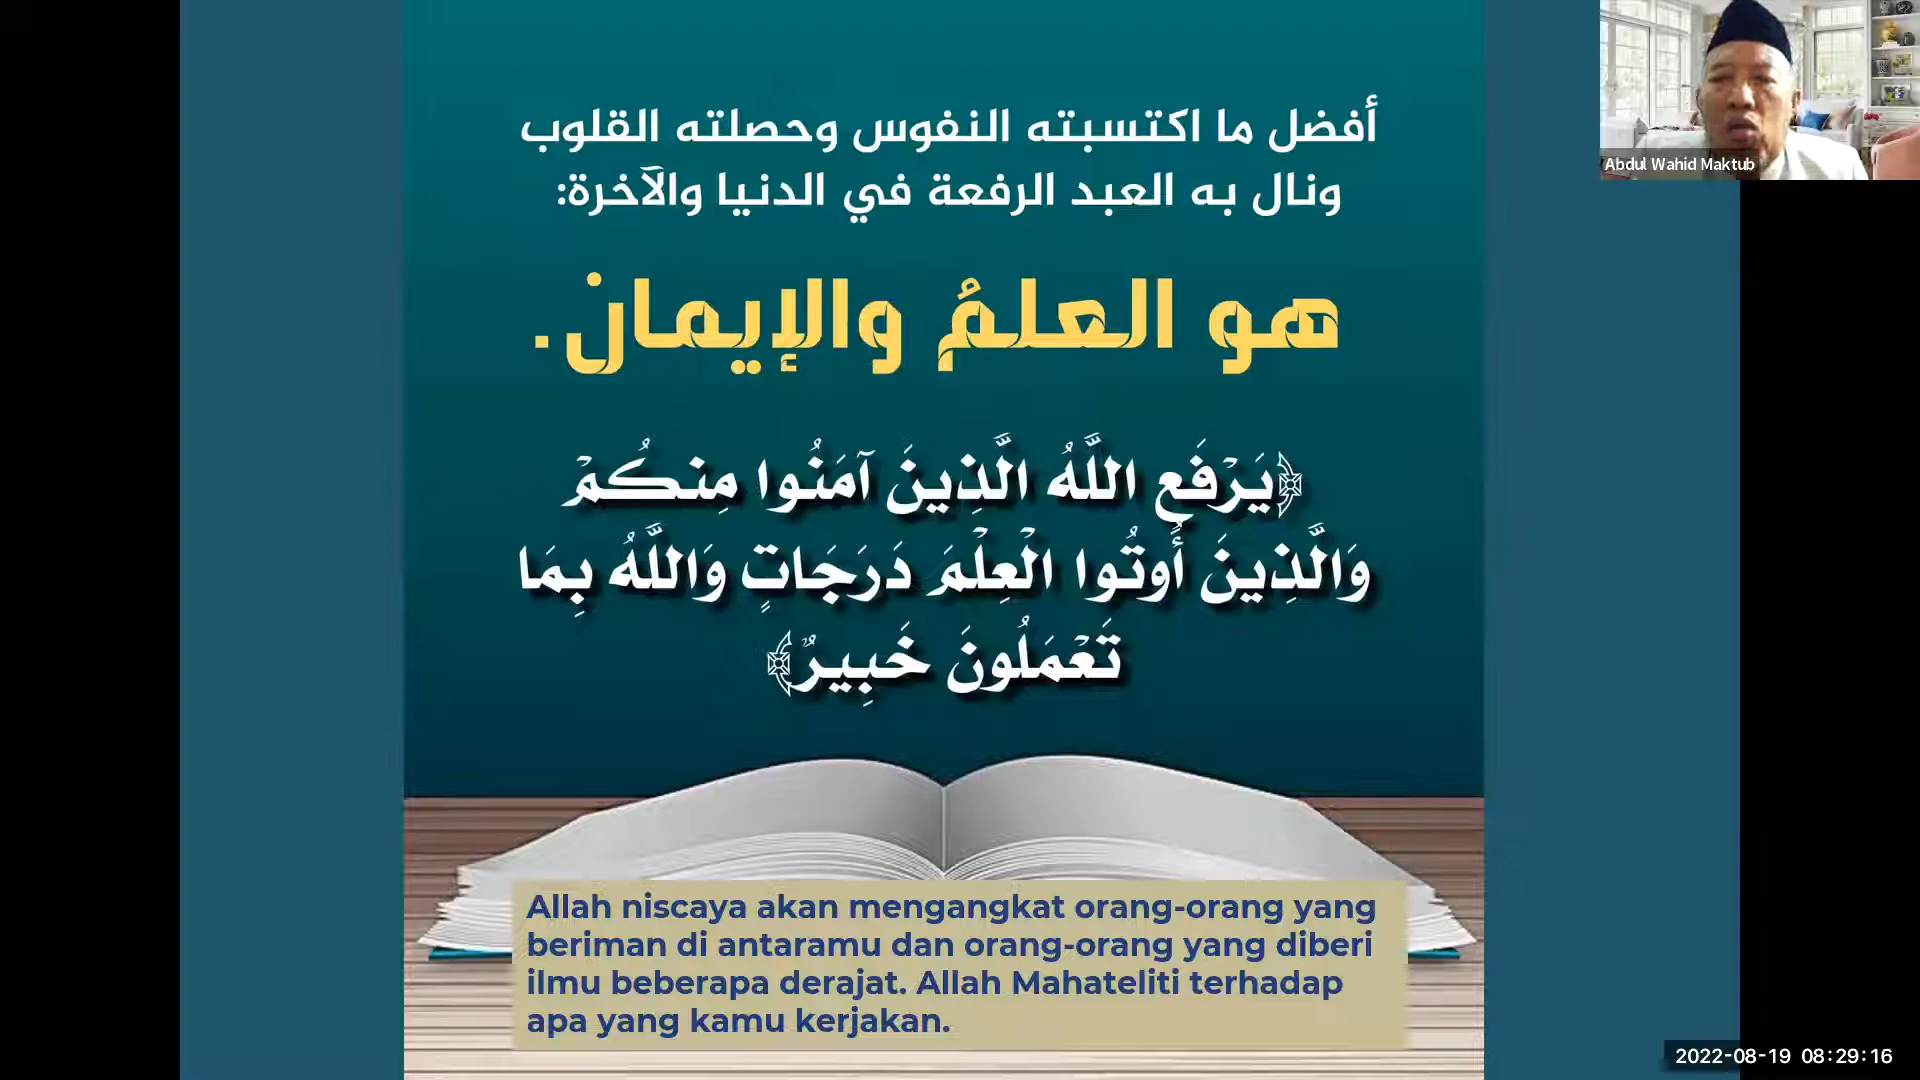 أفضل ما اكتسبته النفوس وحصلته القلوب
ونال به العبد الرفعة في الدنيا والآخرة:
هو العلمُ والإيمان.
﴿يَرْفَعِ اللَّهُ الَّذِينَ آمَنُوا مِنكُمْ
وَالَّذِينَ أُوتُوا الْعِلْمَ دَرَجَاتٍ وَاللَّهُ بِمَا
تَعْمَلُونَ خَبِيرٌ﴾
Allah niscaya akan mengangkat orang-orang yang
beriman di antaramu dan orang-orang yang diberi
ilmu beberapa derajat. Allah Mahateliti terhadap
apa yang kamu kerjakan.
Abdul Wahid Maktub
2022-08-19 08:29:16